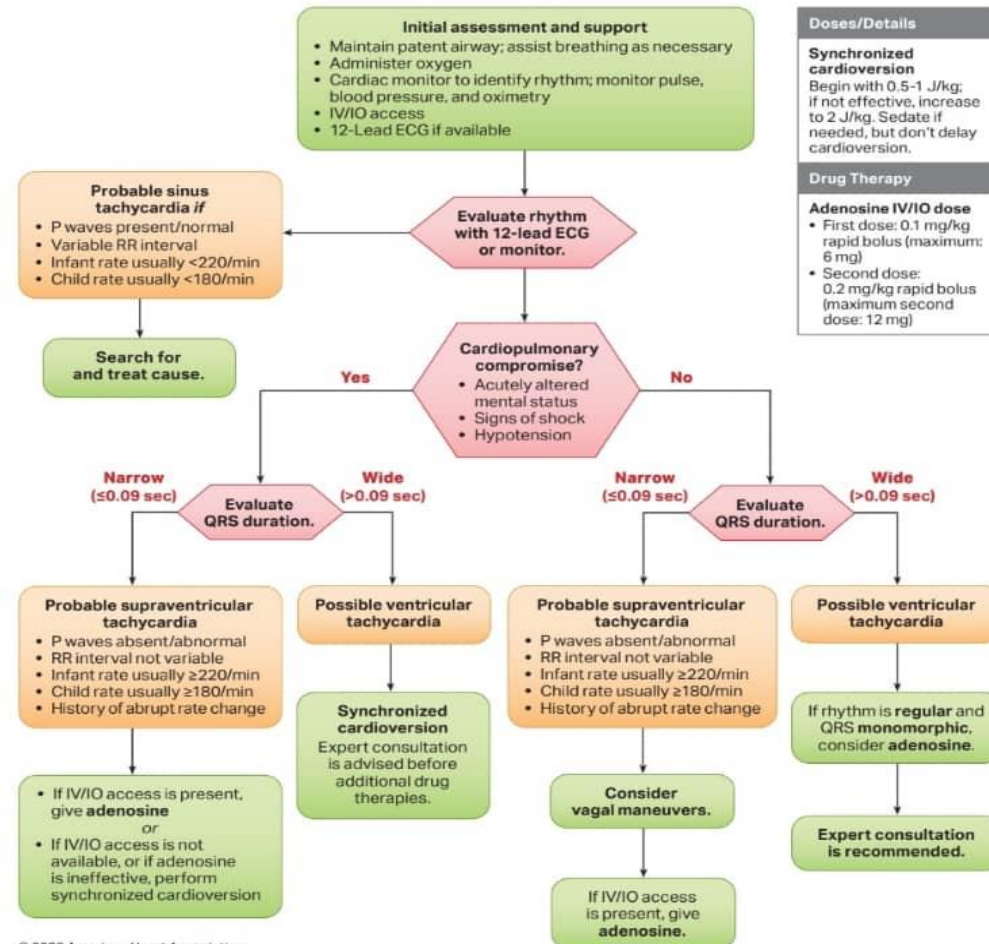 Initial assessment and support
• Maintain patent airway; assist breathing as necessary
• Administer oxygen
• Cardiac monitor to identify rhythm; monitor pulse,
blood pressure, and oximetry
• IV/IO access
• 12-Lead ECG if available
Doses/Details
Synchronized
cardioversion
Begin with 0.5-1 J/kg;
if not effective, increase
to 2 J/kg. Sedate if
needed, but don't delay
cardioversion.
Drug Therapy
Adenosine IV/IO dose
• First dose: 0.1 mg/kg
rapid bolus (maximum:
6 mg)
• Second dose:
0.2 mg/kg rapid bolus
(maximum second
dose: 12 mg)
Probable sinus
tachycardia if
• P waves present/normal
• Variable RR interval
• Infant rate usually <220/min
• Child rate usually <180/min
Evaluate rhythm
with 12-lead ECG
or monitor.
Search for
and treat cause.
Cardiopulmonary
compromise?
• Acutely altered
mental status
• Signs of shock
• Hypotension
Yes
No
Narrow
(≤0.09 sec)
Wide
(>0.09 sec)
Evaluate
QRS duration.
Narrow
(≤0.09 sec)
Wide
(>0.09 sec)
Evaluate
QRS duration.
Probable supraventricular
tachycardia
• P waves absent/abnormal
• RR interval not variable
• Infant rate usually ≥220/min
• Child rate usually ≥180/min
• History of abrupt rate change
Possible ventricular
tachycardia
Probable supraventricular
tachycardia
• P waves absent/abnormal
• RR interval not variable
• Infant rate usually ≥220/min
• Child rate usually ≥180/min
• History of abrupt rate change
Possible ventricular
tachycardia
• If IV/IO access is present,
give adenosine
or
• If IV/IO access is not
available, or if adenosine
is ineffective, perform
synchronized cardioversion
Synchronized
cardioversion
Expert consultation
is advised before
additional drug
therapies.
Consider
vagal maneuvers.
If IV/IO access
is present, give
adenosine.
If rhythm is regular and
QRS monomorphic,
consider adenosine.
Expert consultation
is recommended.